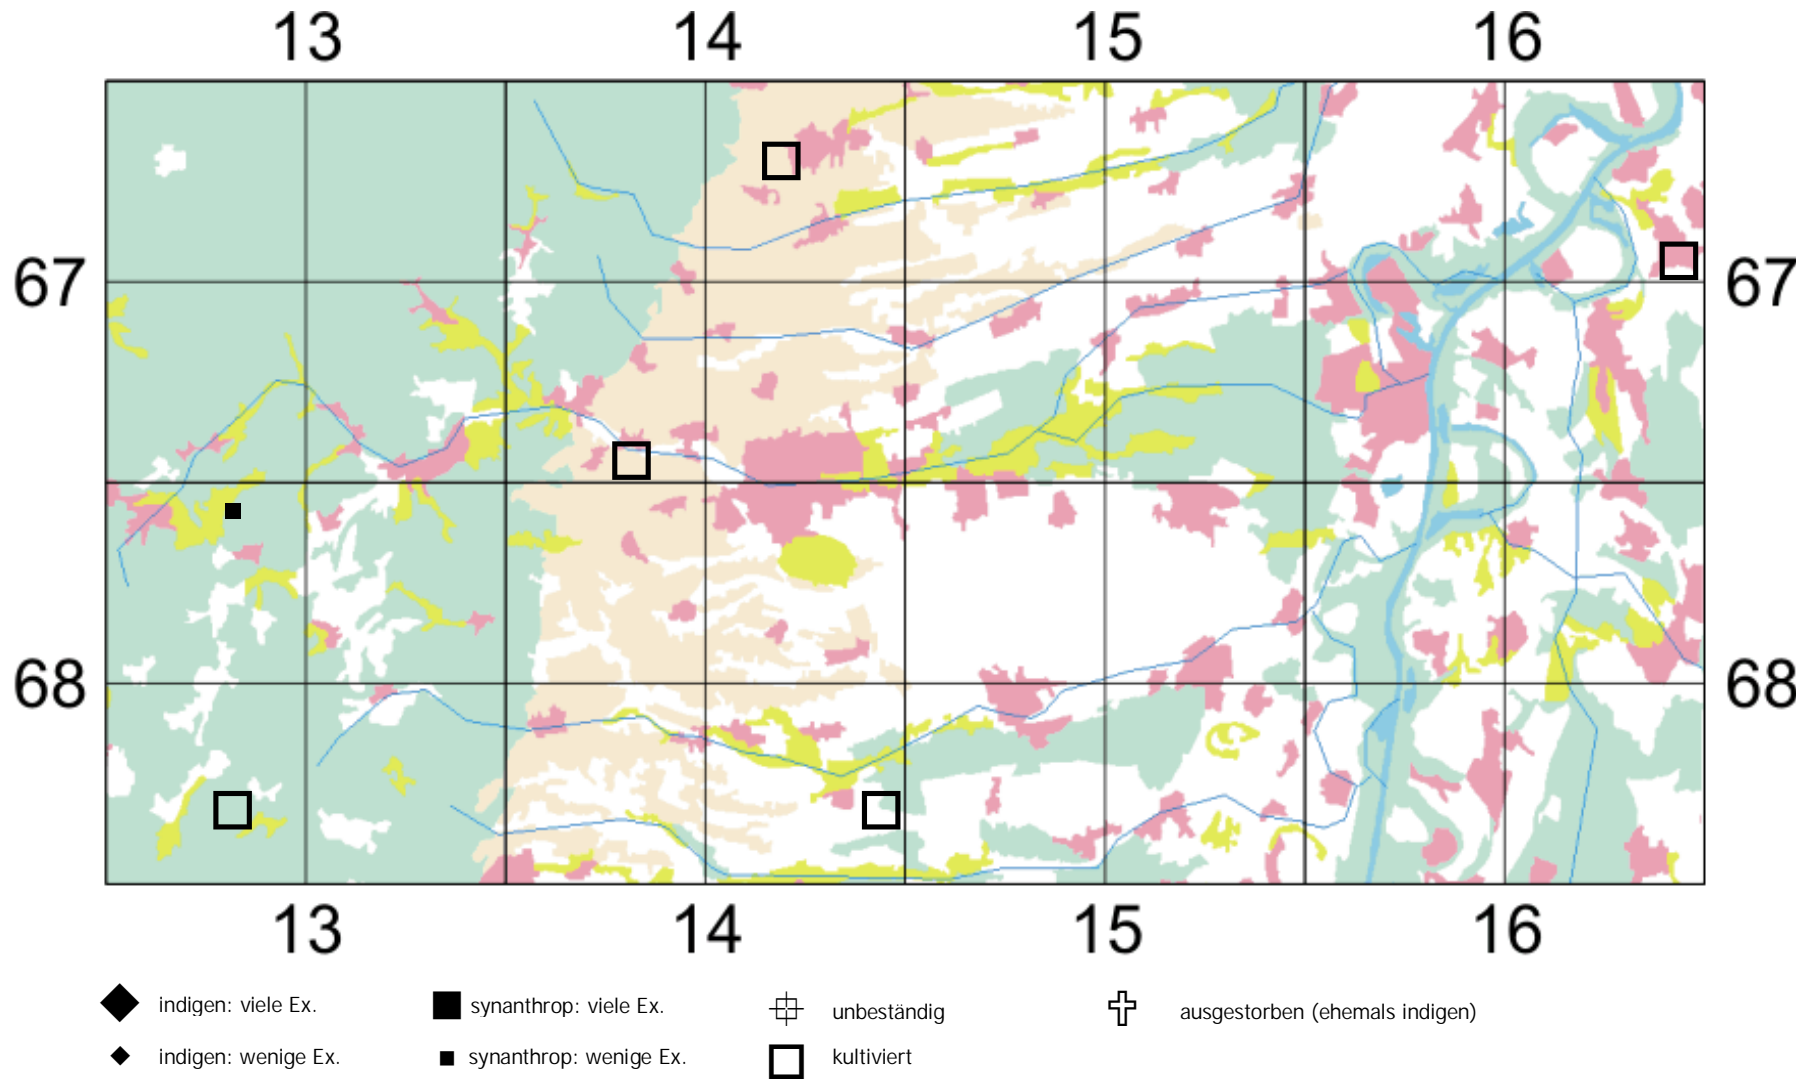 13 14 15 16
67 67
68 68
13 14 15 16
indigen: viele Ex. synanthrop: viele Ex. unbeständig ausgestorben (ehemals indigen)
indigen: wenige Ex. synanthrop: wenige Ex. kultiviert